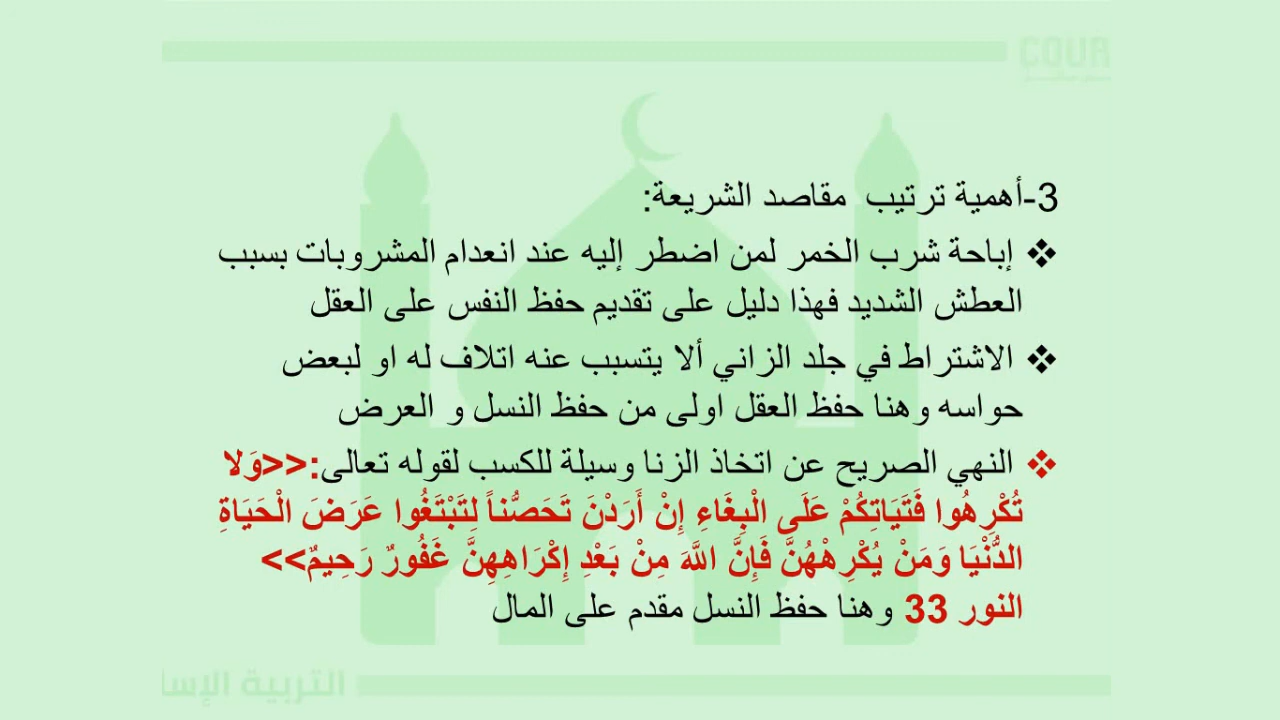 COUR
3-أهمية ترتيب مقاصد الشريعة:
❖ إباحة شرب الخمر لمن اضطر إليه عند انعدام المشروبات بسبب
العطش الشديد فهذا دليل على تقديم حفظ النفس على العقل
❖ الاشتراط في جلد الزاني ألا يتسبب عنه اتلاف له او لبعض
حواسه وهنا حفظ العقل اولى من حفظ النسل و العرض
❖ النهي الصريح عن اتخاذ الزنا وسيلة للكسب لقوله تعالى:<<وَلا
تُكْرِهُوا فَتَيَاتِكُمْ عَلَى الْبِغَاءِ إِنْ أَرَدْنَ تَحَصُّناً لِتَبْتَغُوا عَرَضَ الْحَيَاةِ
الدُّنْيَا وَمَنْ يُكْرِهْهُنَّ فَإِنَّ اللَّهَ مِنْ بَعْدِ إِكْرَاهِهِنَّ غَفُورٌ رَحِيمٌ>>
النور 33 وهنا حفظ النسل مقدم على المال
التربية الإسا